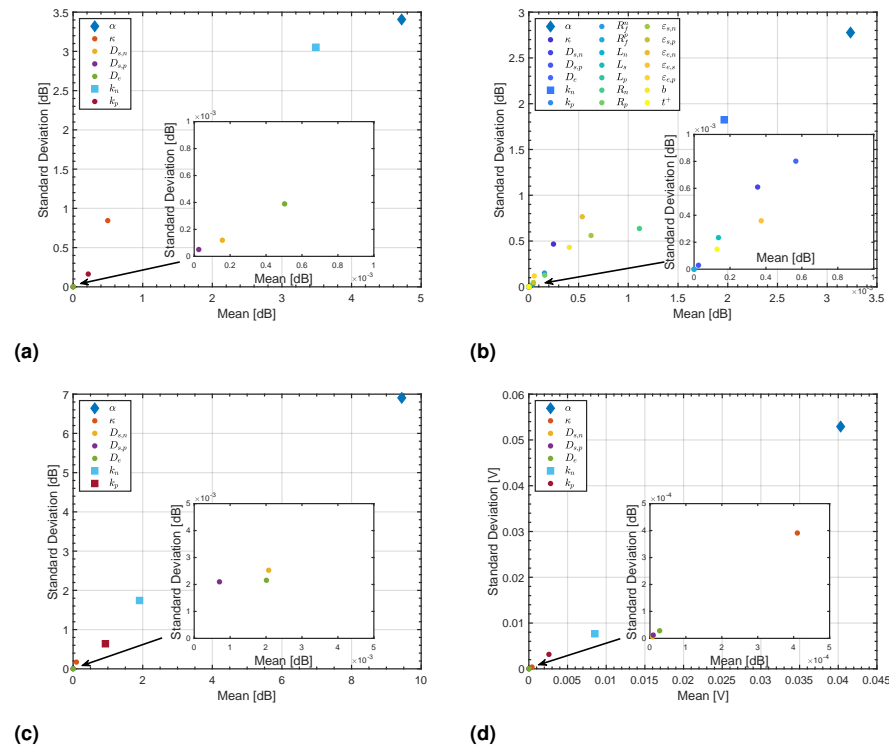 3.5
3
2.5
2
1.5
1
0.5
0
0
1
2
3
4
5
Standard Deviation [dB]
Mean [dB]
α
κ
D_{s,n}
D_{s,p}
D_e
k_n
k_p
×10^{-3}
1
0.8
0.6
0.4
0.2
0
0.2
0.4
0.6
0.8
1
×10^{-3}
Standard Deviation [dB]
Mean [dB]
(a)
3
2.5
2
1.5
1
0.5
0
0
0.5
1
1.5
2
2.5
3
3.5
Standard Deviation [dB]
Mean [dB]
α
κ
D_{s,n}
D_{s,p}
D_e
k_n
k_p
R_f^n
R_f^p
L_n
L_s
L_p
R_n
R_p
ε_{s,n}
ε_{s,p}
ε_{e,n}
ε_{e,s}
ε_{e,p}
b
t^+
×10^{-3}
1
0.8
0.6
0.4
0.2
0
0
0.2
0.4
0.6
0.8
1
×10^{-3}
Standard Deviation [dB]
Mean [dB]
(b)
7
6
5
4
3
2
1
0
0
2
4
6
8
10
Standard Deviation [dB]
Mean [dB]
α
κ
D_{s,n}
D_{s,p}
D_e
k_n
k_p
×10^{-3}
5
4
3
2
1
0
1
2
3
4
5
×10^{-3}
Standard Deviation [dB]
Mean [dB]
(c)
0.06
0.05
0.04
0.03
0.02
0.01
0
0
0.005
0.01
0.015
0.02
0.025
0.03
0.035
0.04
0.045
Standard Deviation [V]
Mean [V]
α
κ
D_{s,n}
D_{s,p}
D_e
k_n
k_p
×10^{-4}
5
4
3
2
1
0
0
1
2
3
4
5
×10^{-4}
Standard Deviation [dB]
Mean [dB]
(d)